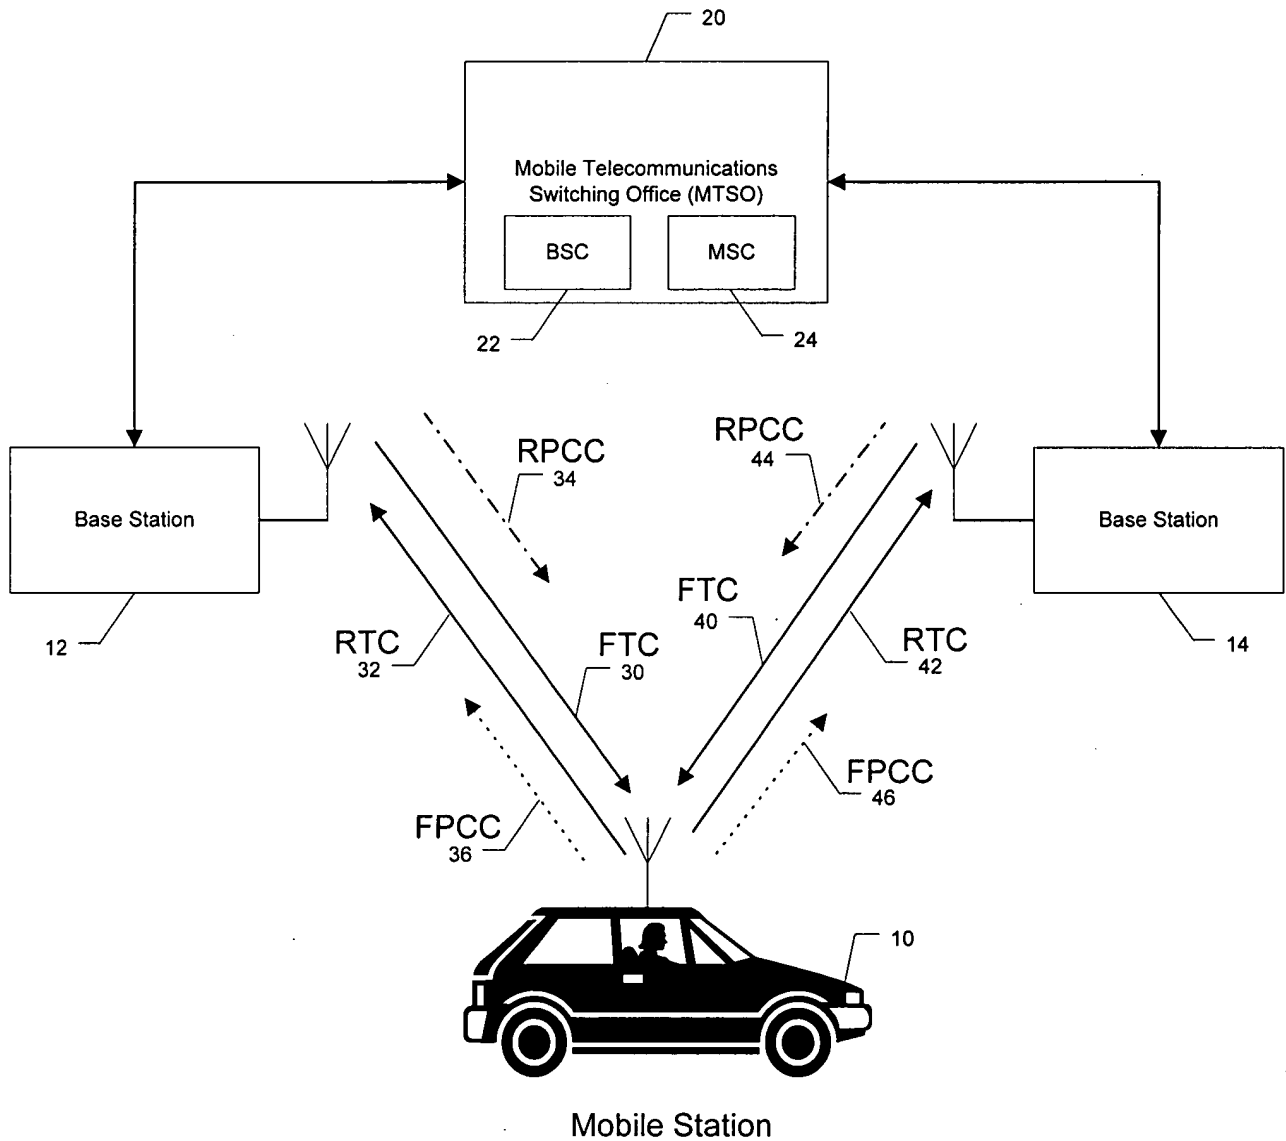 20
Mobile Telecommunications
Switching Office (MTSO)
BSC
MSC
22
24
RPCC
34
RPCC
44
Base Station
Base Station
12
14
RTC
32
FTC
30
FTC
40
RTC
42
FPCC
36
FPCC
46
10
Mobile Station